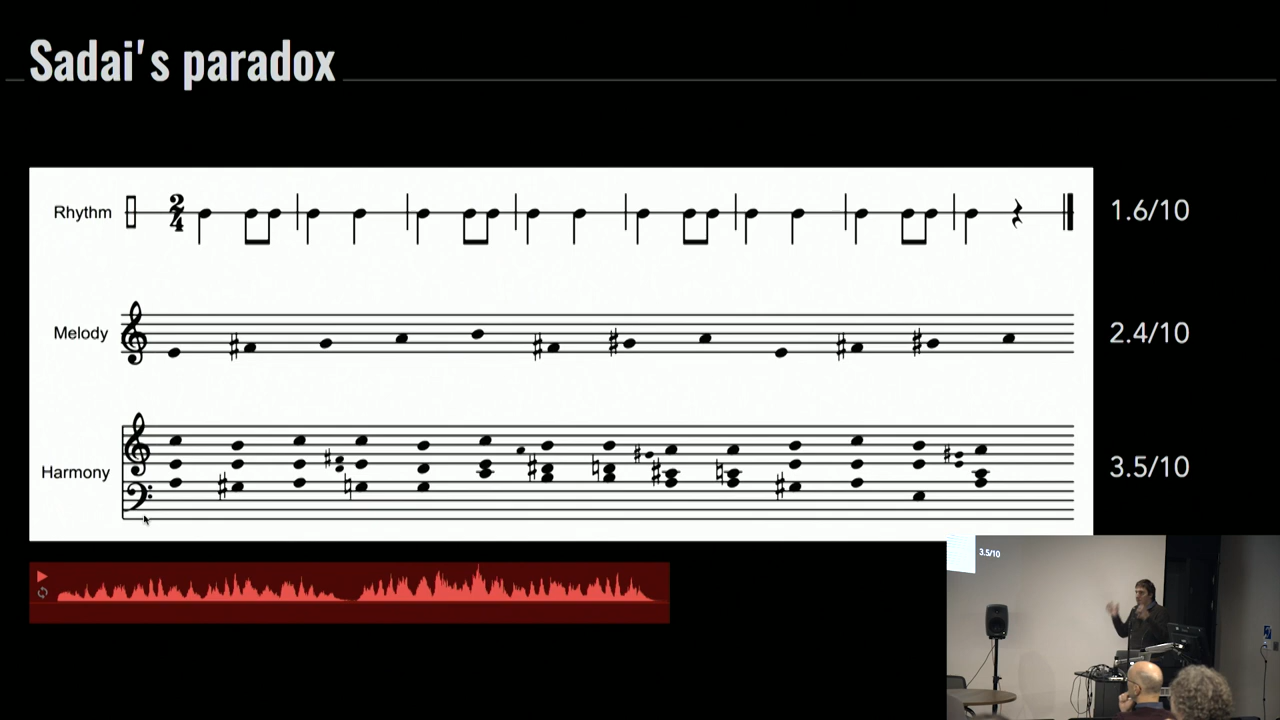 Sadai's paradox
Rhythm
2
4
1.6/10
Melody
2.4/10
Harmony
3.5/10
3.5/10